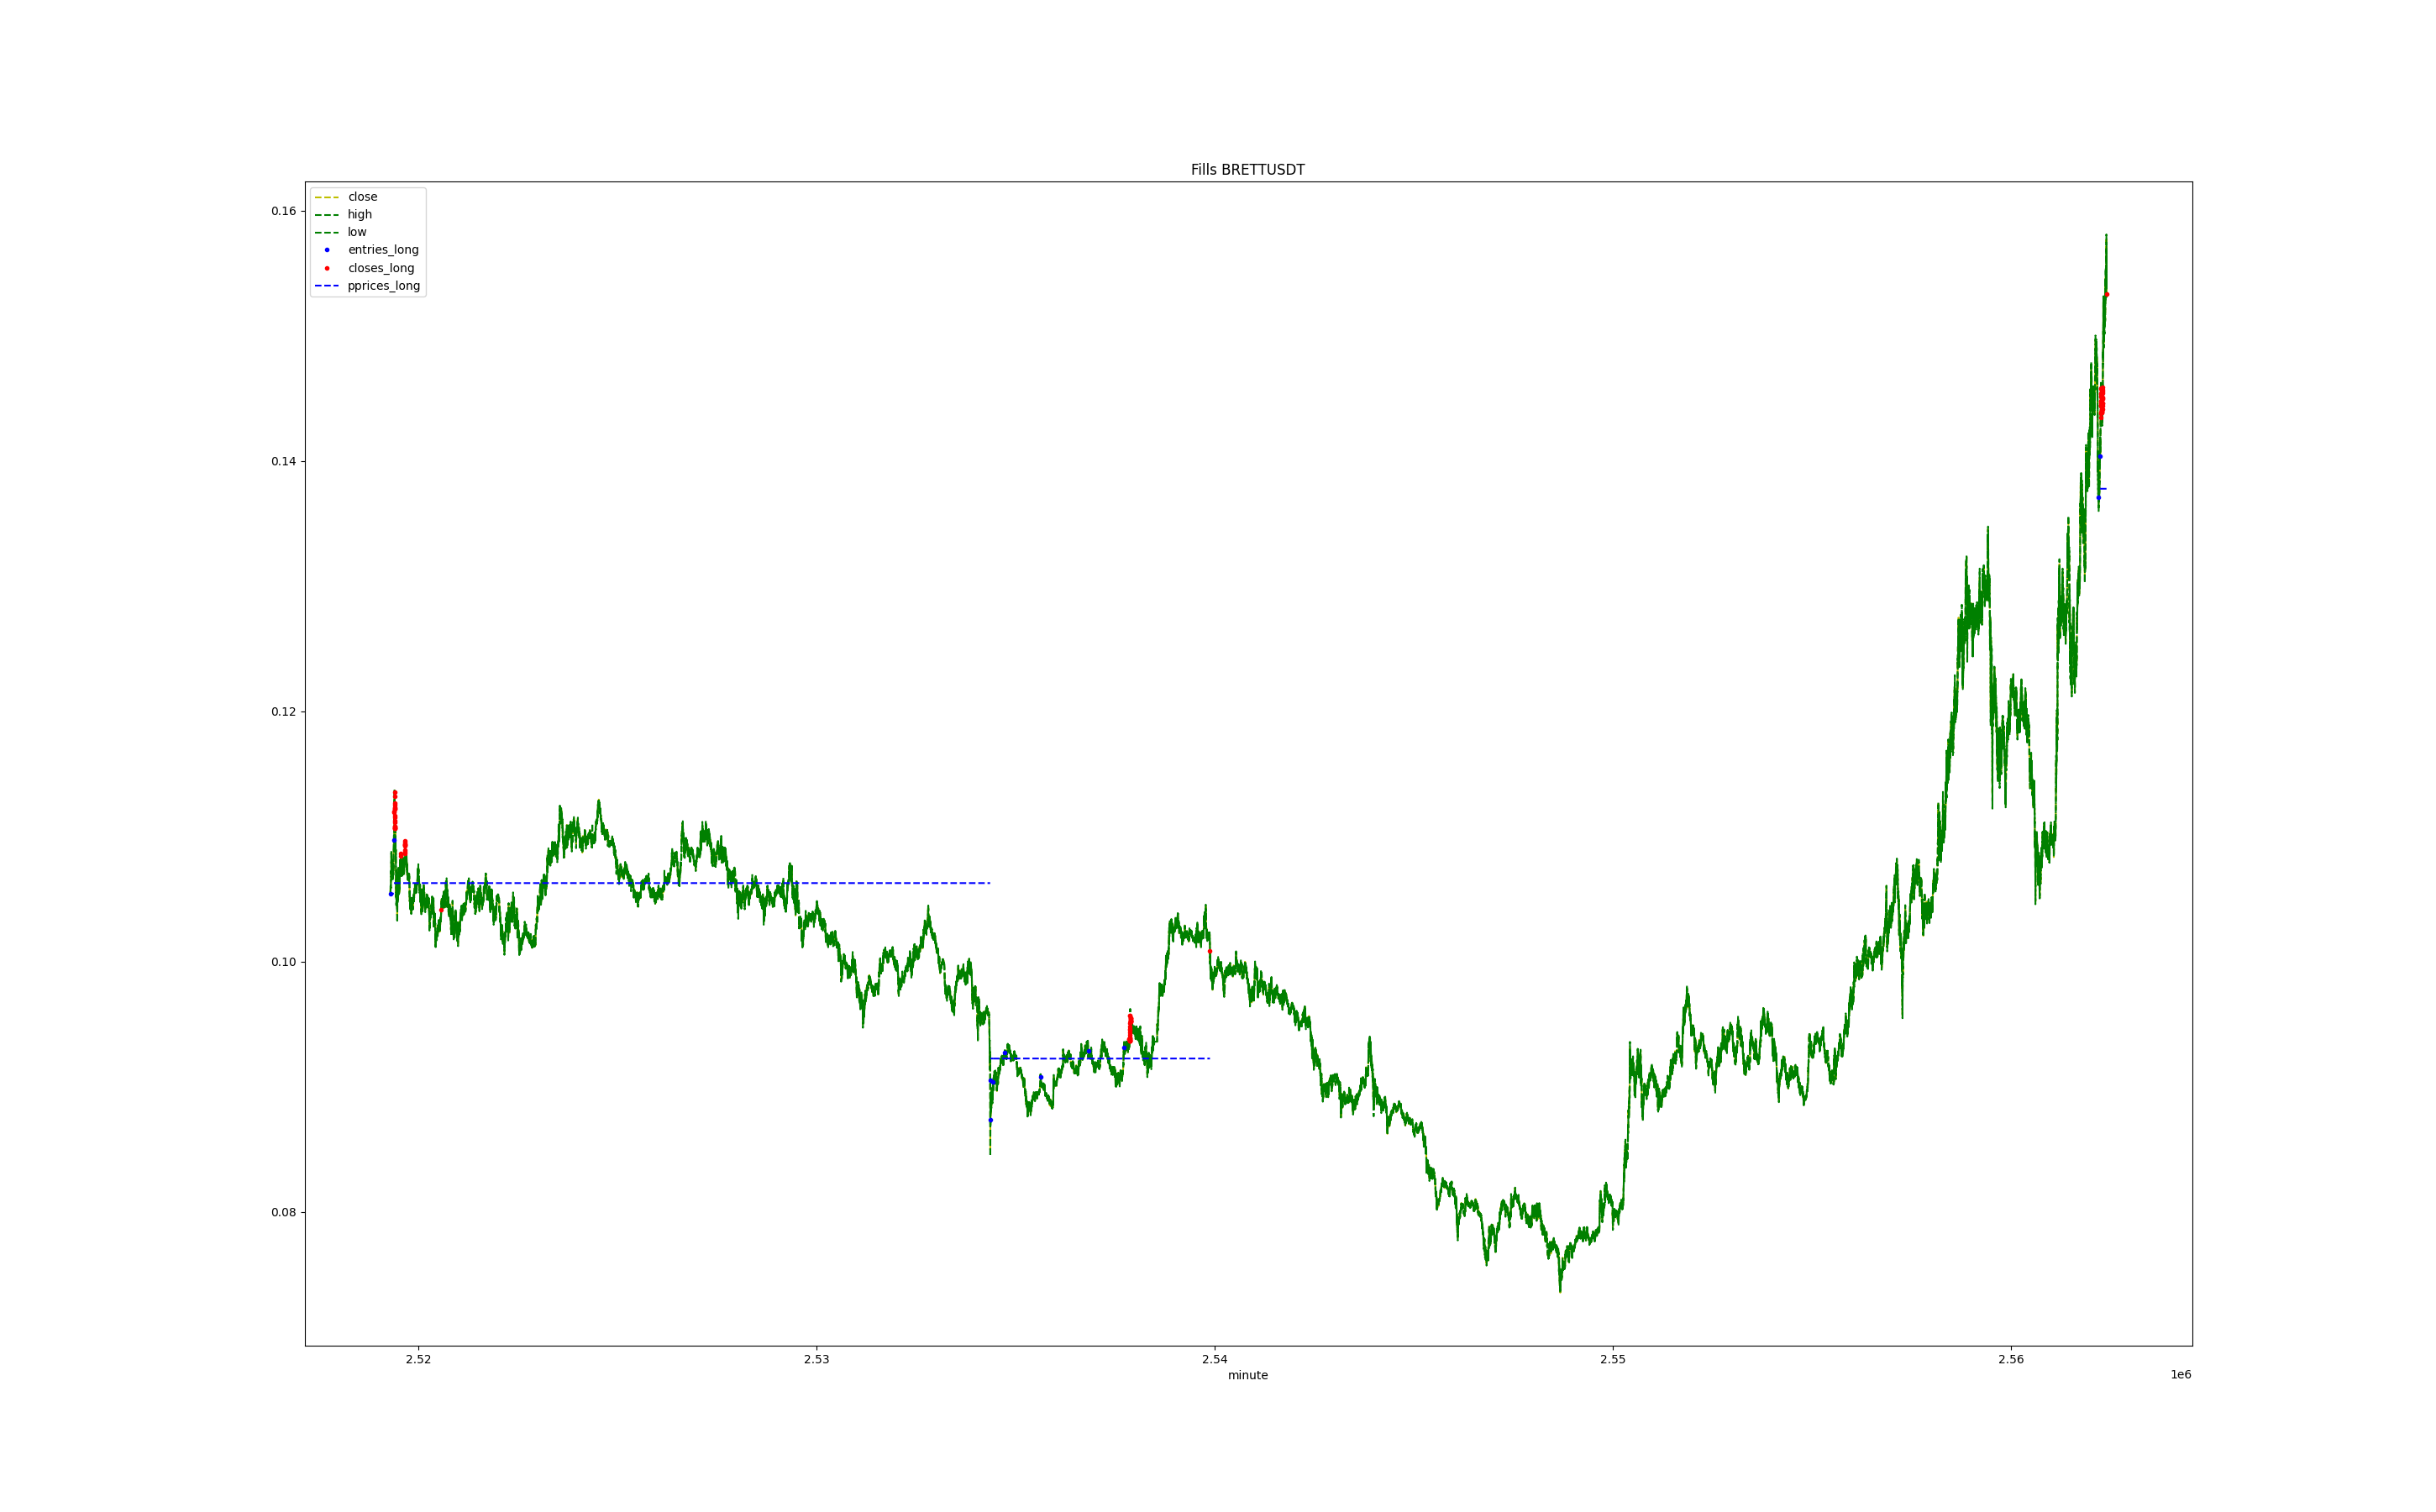 Fills BRETTUSDT
close
high
low
entries_long
closes_long
pprices_long
0.16
0.14
0.12
0.10
0.08
2.52
2.53
2.54
2.55
2.56
minute
1e6